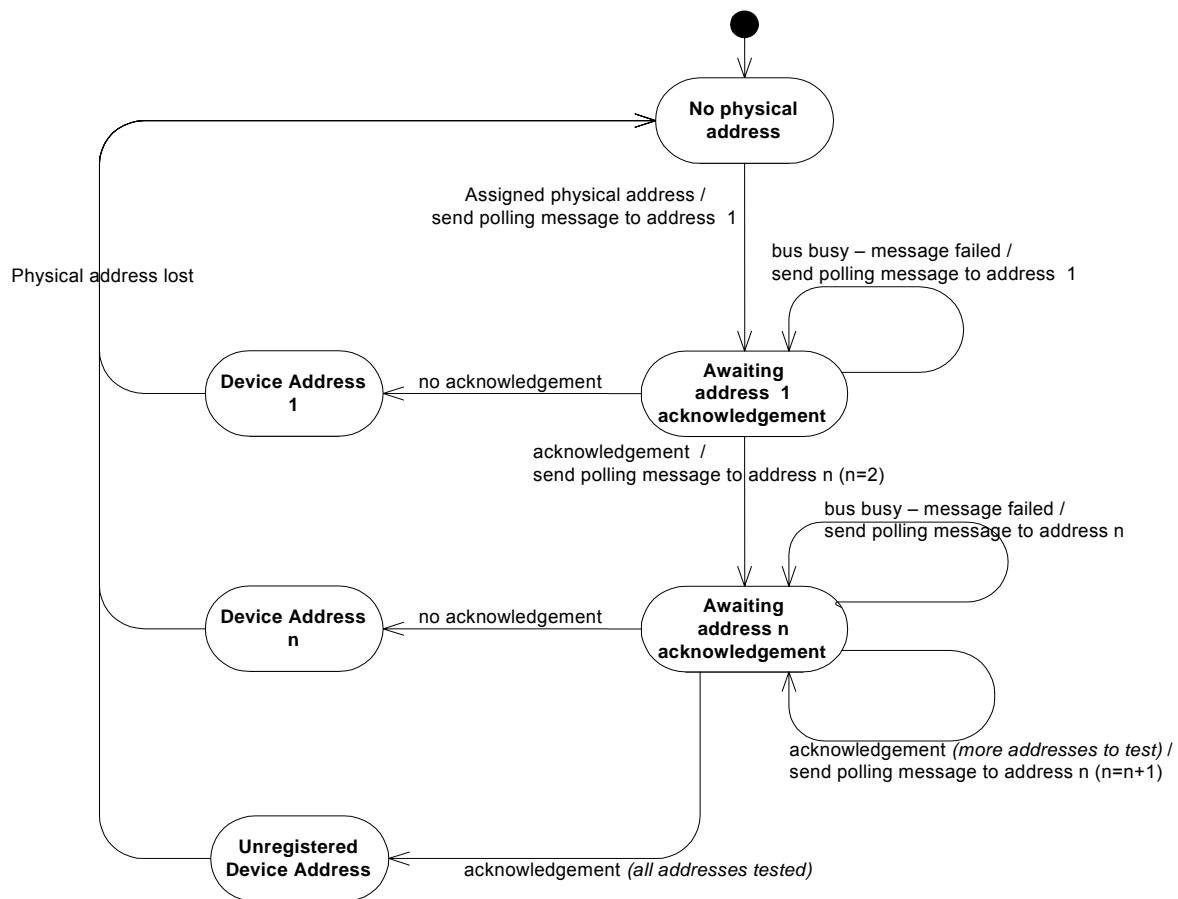 No physical
address
Assigned physical address /
send polling message to address  1
bus busy – message failed /
send polling message to address  1
Physical address lost
Device Address
1
no acknowledgement
Awaiting
address  1
acknowledgement
acknowledgement  /
send polling message to address n (n=2)
bus busy – message failed /
send polling message to address n
Device Address
n
no acknowledgement
Awaiting
address n
acknowledgement
acknowledgement (more addresses to test) /
send polling message to address n (n=n+1)
Unregistered
Device Address
acknowledgement (all addresses tested)